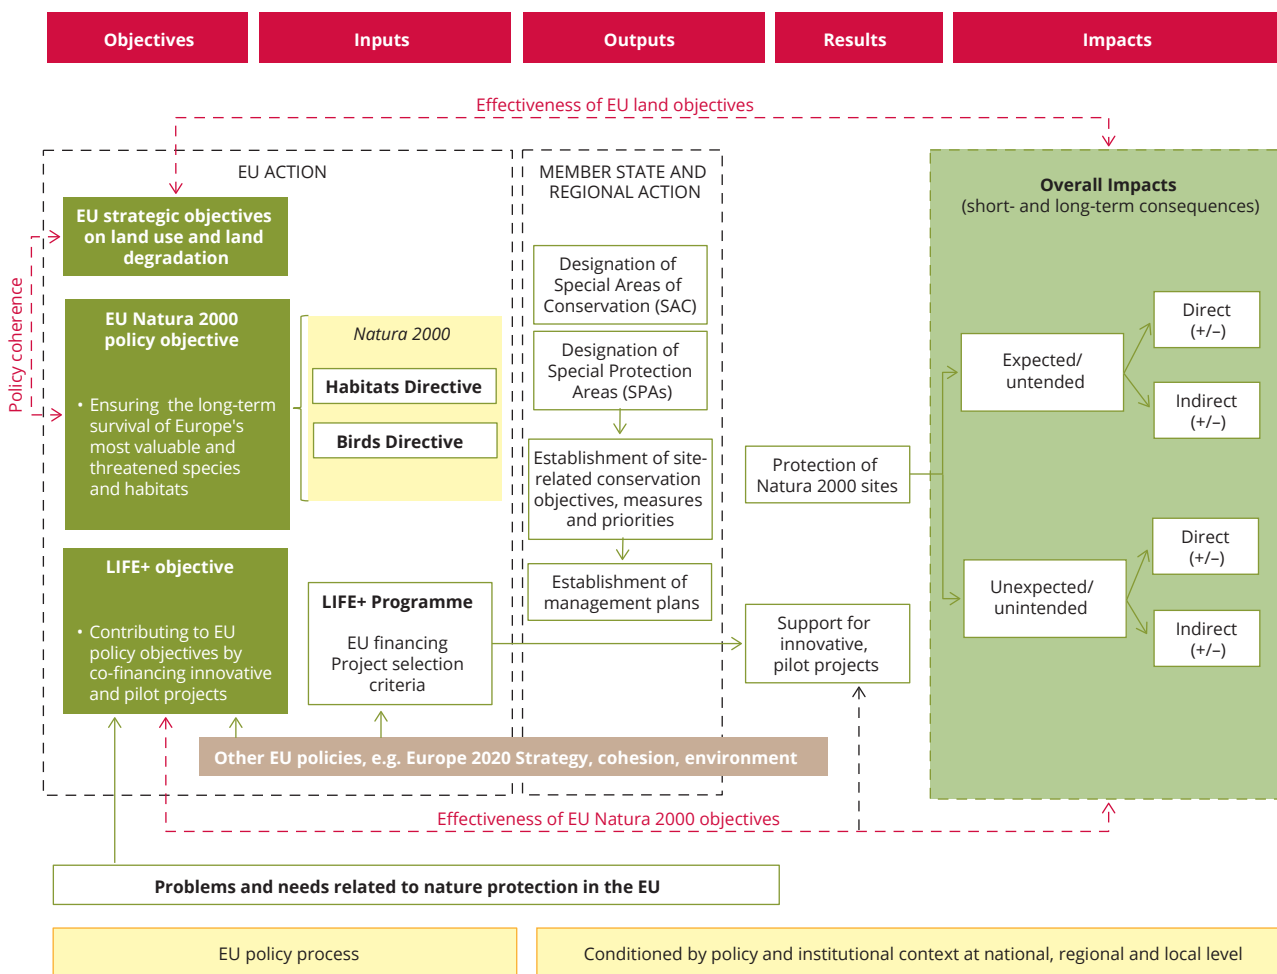 Objectives
Inputs
Outputs
Results
Impacts
Effectiveness of EU land objectives
EU ACTION
MEMBER STATE AND
REGIONAL ACTION
Policy coherence
EU strategic objectives
on land use and land
degradation
EU Natura 2000
policy objective
• Ensuring the long-term
survival of Europe's
most valuable and
threatened species
and habitats
LIFE+ objective
• Contributing to EU
policy objectives by
co-financing innovative
and pilot projects
Natura 2000
Habitats Directive
Birds Directive
LIFE+ Programme
EU financing
Project selection
criteria
Designation of
Special Areas of
Conservation (SAC)
Designation of
Special Protection
Areas (SPAs)
Establishment of site-
related conservation
objectives, measures
and priorities
Establishment of
management plans
Protection of
Natura 2000 sites
Support for
innovative,
pilot projects
Overall Impacts
(short- and long-term consequences)
Expected/
untended
Direct
(+/–)
Indirect
(+/–)
Unexpected/
unintended
Direct
(+/–)
Indirect
(+/–)
Other EU policies, e.g. Europe 2020 Strategy, cohesion, environment
Effectiveness of EU Natura 2000 objectives
Problems and needs related to nature protection in the EU
EU policy process
Conditioned by policy and institutional context at national, regional and local level